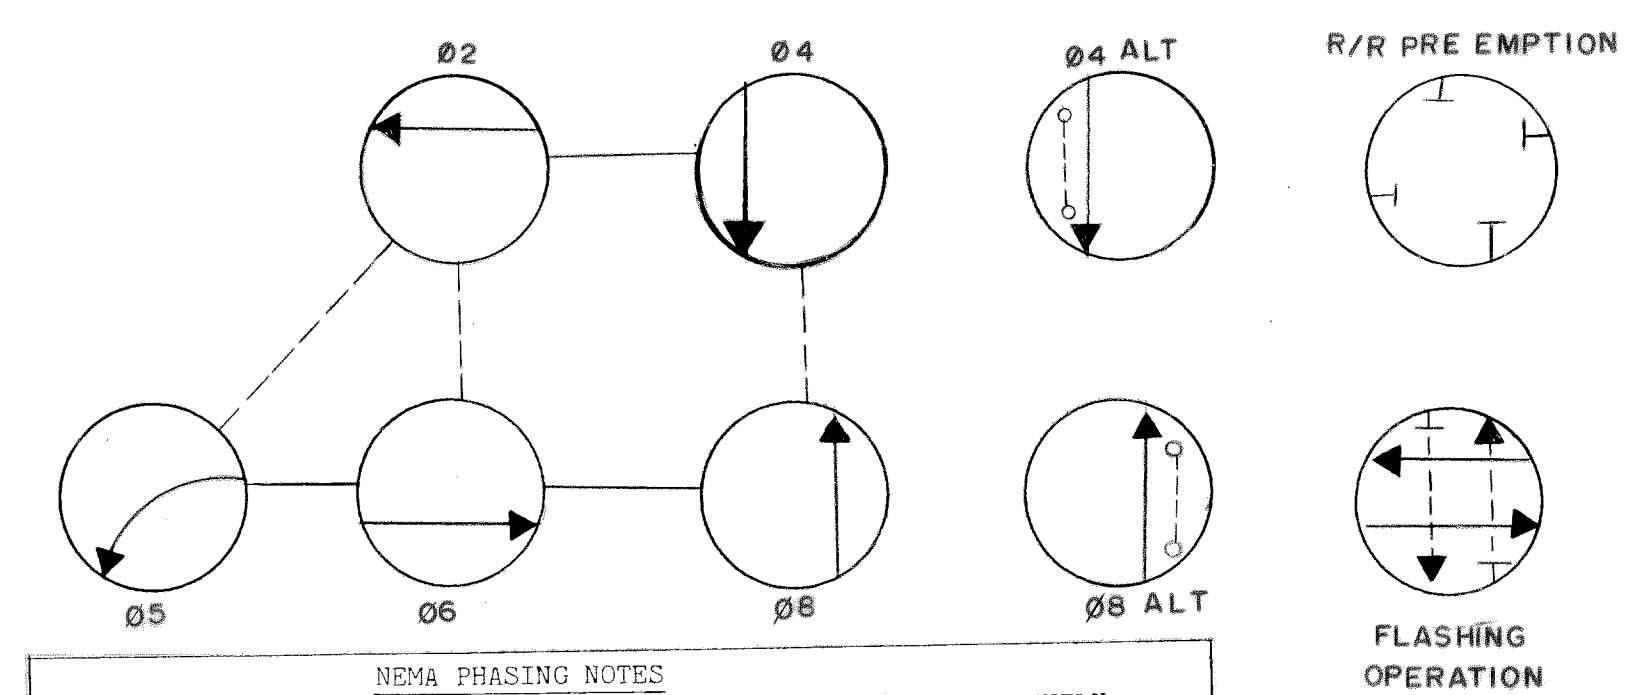 Ø2
Ø4
Ø4 ALT
R/R PRE EMPTION
Ø5
Ø6
Ø8
Ø8 ALT
FLASHING
OPERATION
NEMA PHASING NOTES